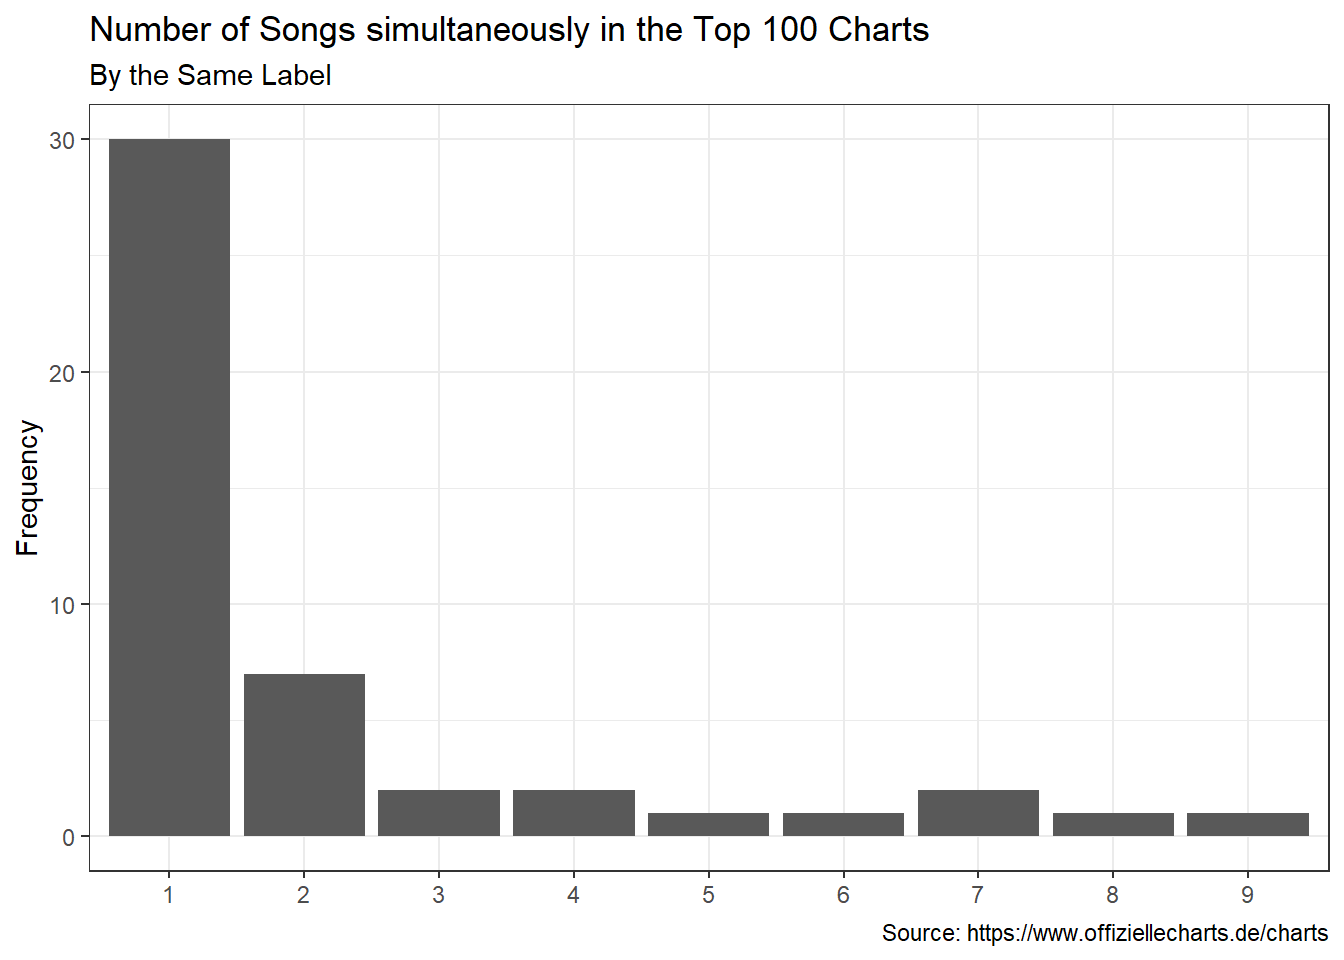 Number of Songs simultaneously in the Top 100 Charts
By the Same Label
Frequency
30
20
10
0
1 2 3 4 5 6 7 8 9
Source: https://www.offiziellecharts.de/charts